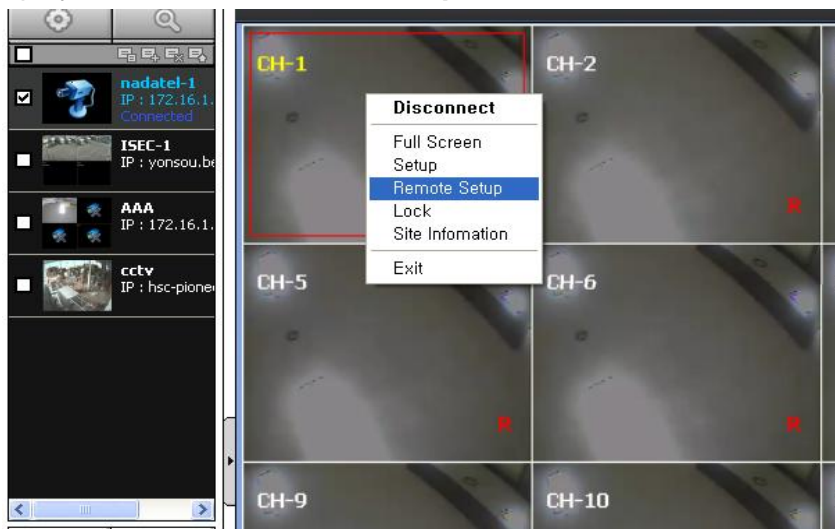 nadatel-1
IP : 172.16.1.
Connected
ISEC-1
IP : yonsou.be
AAA
IP : 172.16.1.
cctv
IP : hsc-pione
CH-1
CH-2
Disconnect
Full Screen
Setup
Remote Setup
Lock
Site Infomation
Exit
R
CH-5
CH-6
R
R
CH-9
CH-10